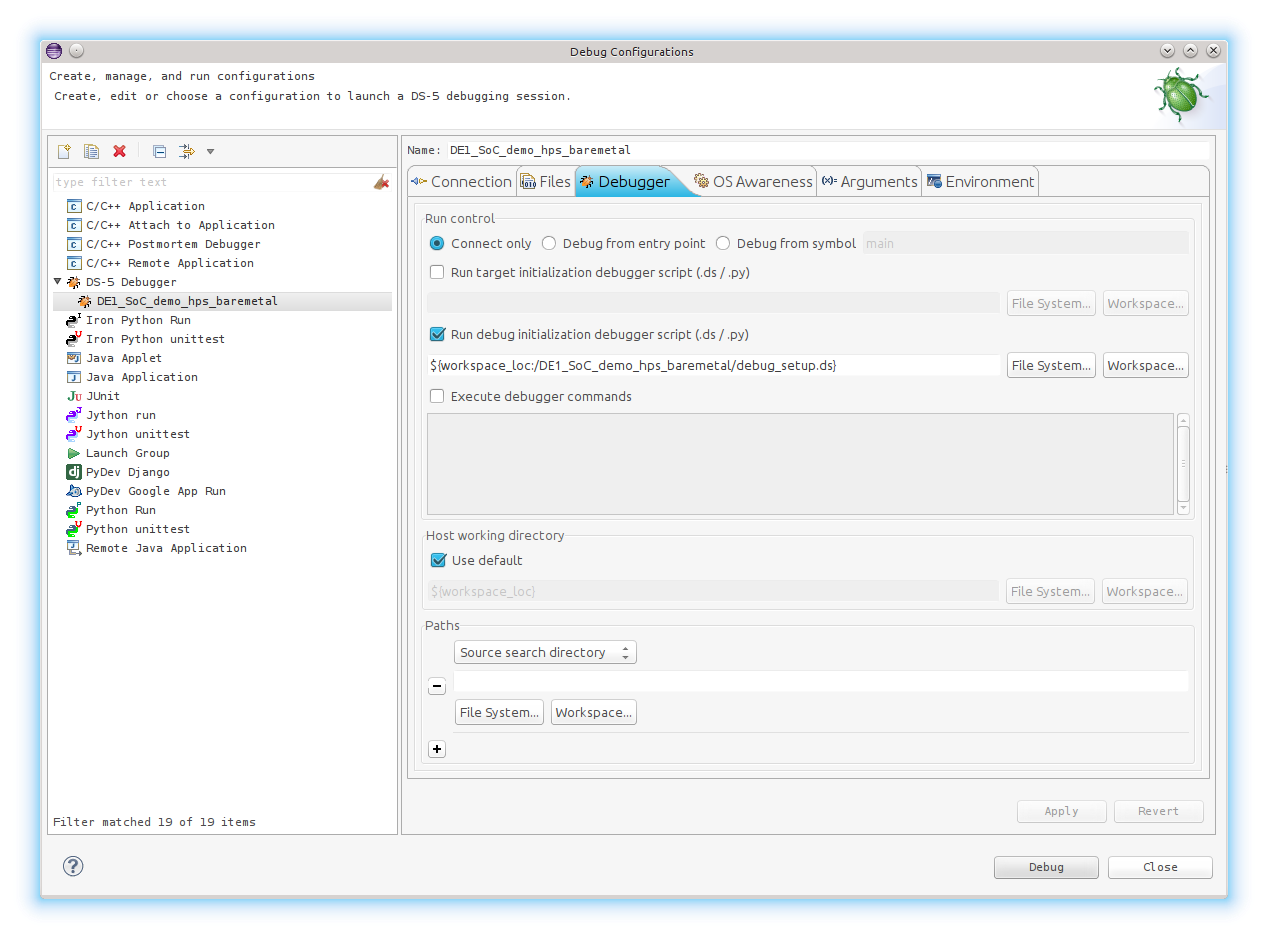 Debug Configurations
Create, manage, and run configurations
Create, edit or choose a configuration to launch a DS-5 debugging session.
type filter text
C/C++ Application
C/C++ Attach to Application
C/C++ Postmortem Debugger
C/C++ Remote Application
DS-5 Debugger
DE1_SoC_demo_hps_baremetal
Iron Python Run
Iron Python unittest
Java Applet
Java Application
JUnit
Jython run
Jython unittest
Launch Group
PyDev Django
PyDev Google App Run
Python Run
Python unittest
Remote Java Application
Filter matched 19 of 19 items
Name: DE1_SoC_demo_hps_baremetal
Connection Files Debugger OS Awareness Arguments Environment
Run control
Connect only Debug from entry point Debug from symbol main
Run target initialization debugger script (.ds / .py)
File System... Workspace...
Run debug initialization debugger script (.ds / .py)
${workspace_loc:/DE1_SoC_demo_hps_baremetal/debug_setup.ds} File System... Workspace...
Execute debugger commands
Host working directory
Use default
${workspace_loc} File System... Workspace...
Paths
Source search directory
File System... Workspace...
Apply Revert
Debug Close